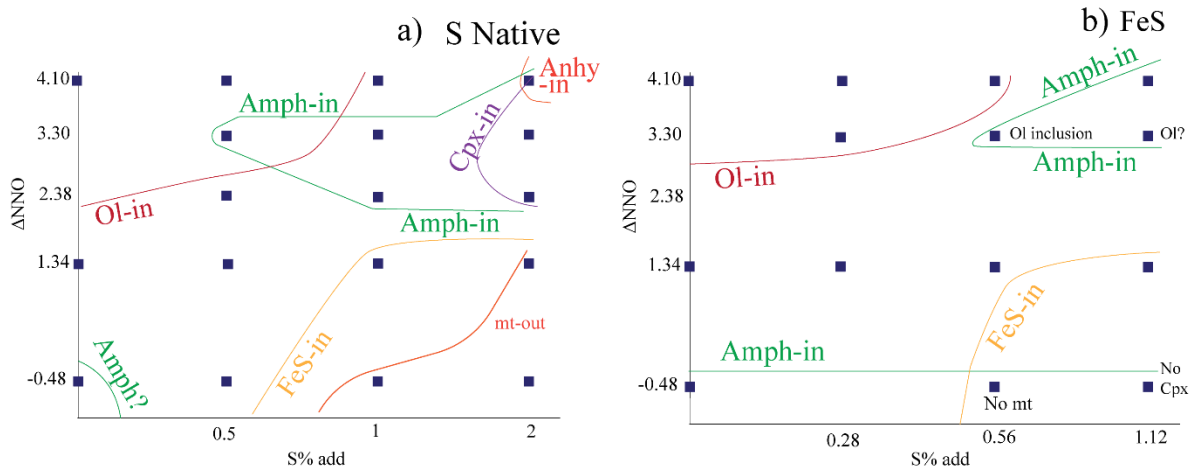 a) S Native
4.10
3.30
2.38
1.34
-0.48
ΔNNO
Amph-in
Anhy
-in
Cpx-in
Ol-in
Amph-in
FeS-in
mt-out
Amph?
0.5
1
2
S% add
b) FeS
4.10
3.30
2.38
1.34
-0.48
ΔNNO
Amph-in
Ol inclusion
Ol?
Amph-in
Ol-in
FeS-in
Amph-in
No
Cpx
No mt
0.28
0.56
1.12
S% add